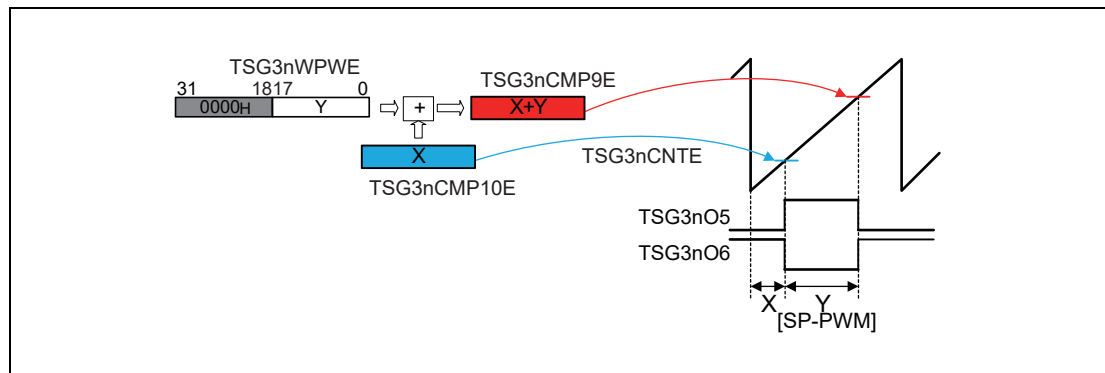 TSG3nWPWE
31 1817 0
0000H Y
+
TSG3nCMP9E
X+Y
X
TSG3nCMP10E
TSG3nCNTE
TSG3nO5
TSG3nO6
X Y
[SP-PWM]